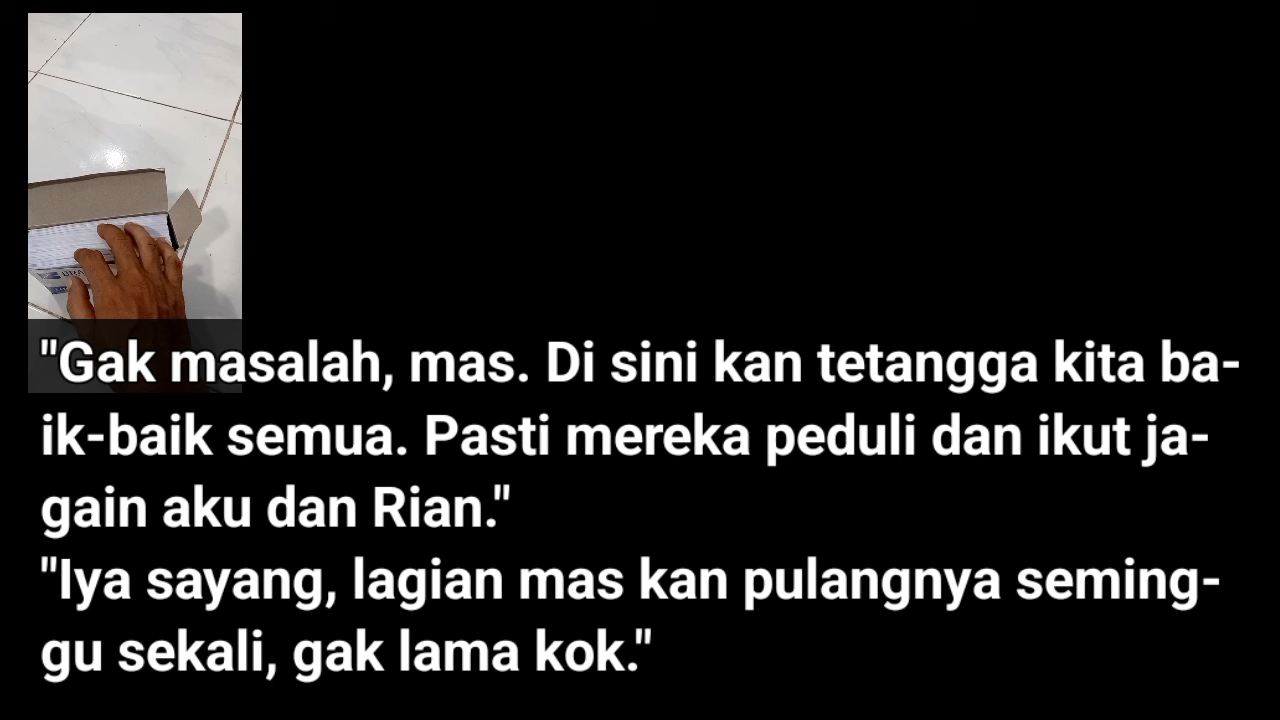 "Gak masalah, mas. Di sini kan tetangga kita ba-
ik-baik semua. Pasti mereka peduli dan ikut ja-
gain aku dan Rian."
"Iya sayang, lagian mas kan pulangnya seming-
gu sekali, gak lama kok."